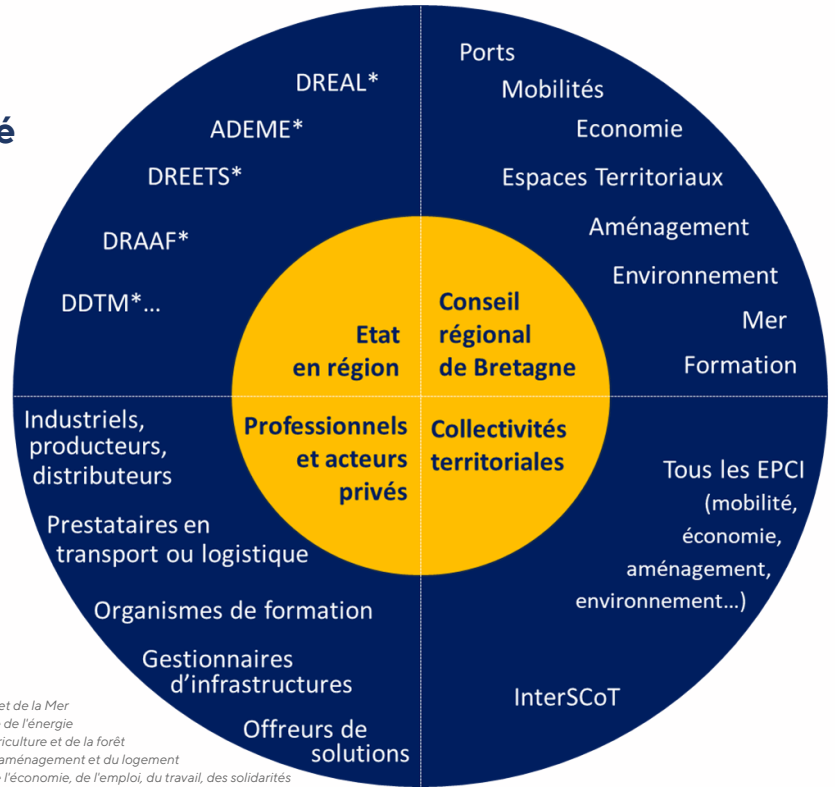 é
DREAL*
ADEME*
DREETS*
DRAAF*
DDTM*...
Ports
Mobilités
Economie
Espaces Territoriaux
Aménagement
Environnement
Mer
Formation
Etat
en région
Conseil
régional
de Bretagne
Professionnels
et acteurs
privés
Collectivités
territoriales
Industriels,
producteurs,
distributeurs
Prestataires en
transport ou logistique
Organismes de formation
Gestionnaires
d'infrastructures
Offreurs de
solutions
Tous les EPCI
(mobilité,
économie,
aménagement,
environnement...)
InterSCoT
et de la Mer
de l'énergie
et de la forêt
aménagement et du logement
l'économie, de l'emploi, du travail, des solidarités